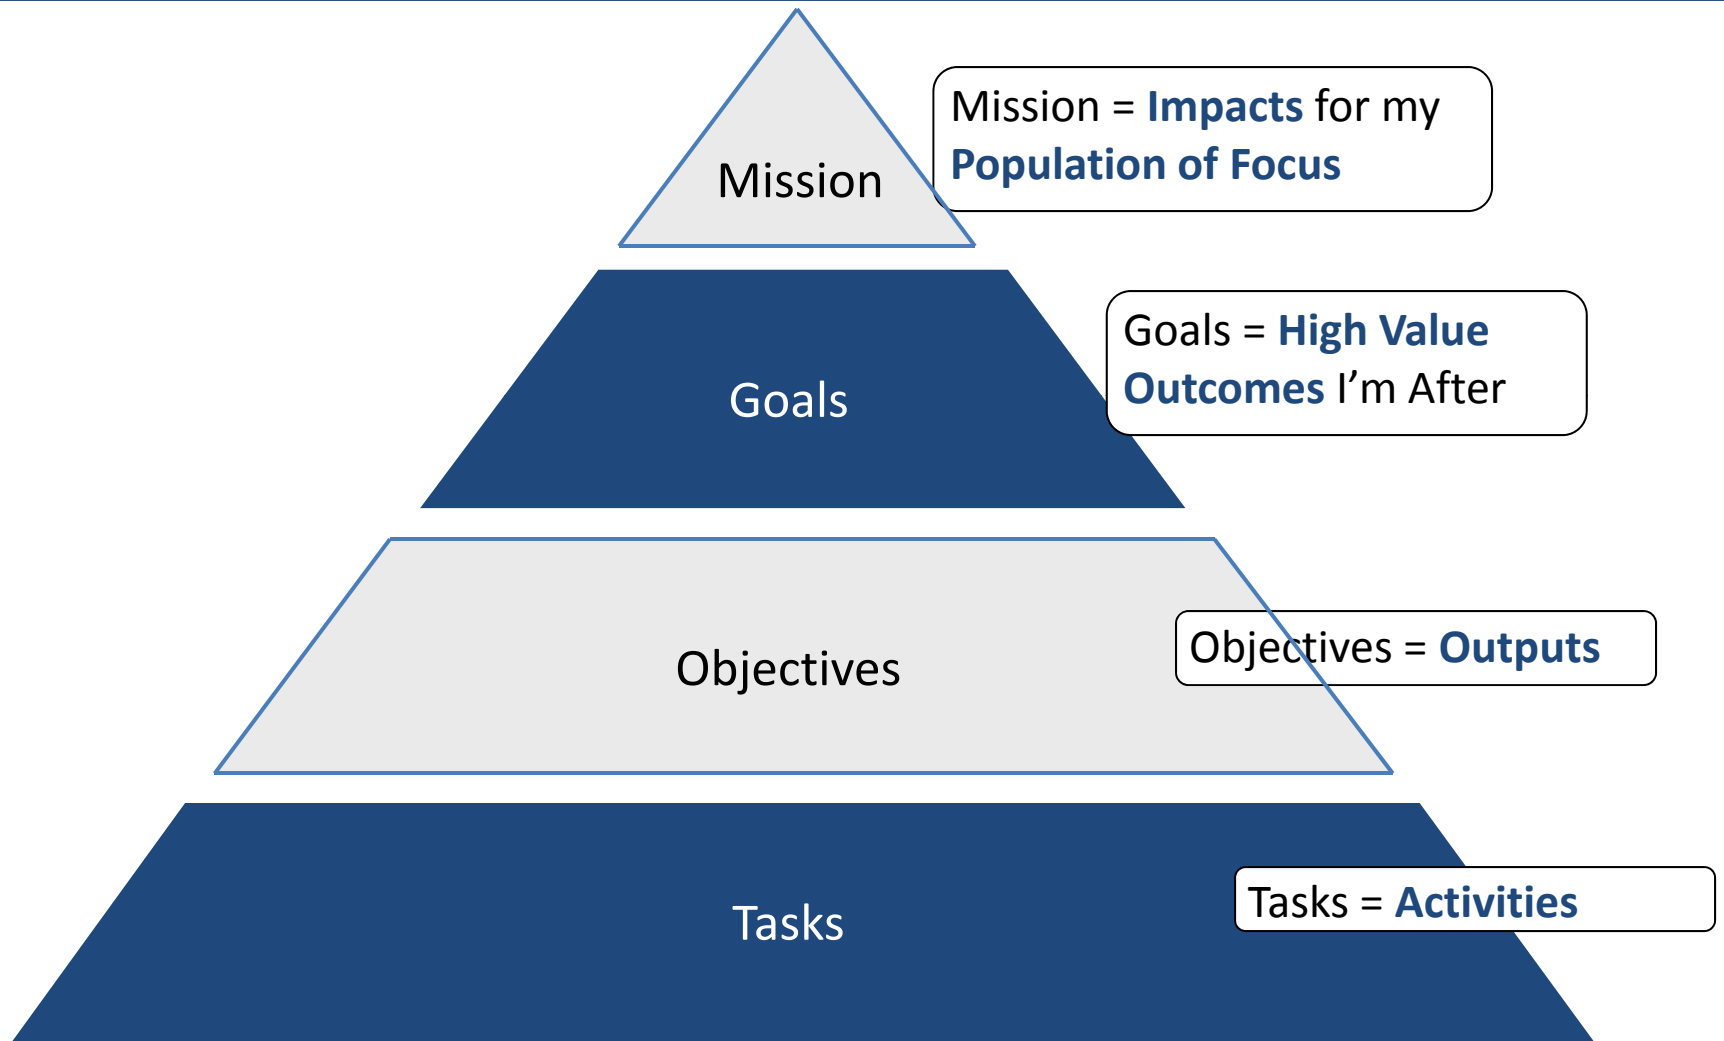 Mission
Mission = Impacts for my
Population of Focus
Goals
Goals = High Value
Outcomes I’m After
Objectives
Objectives = Outputs
Tasks
Tasks = Activities